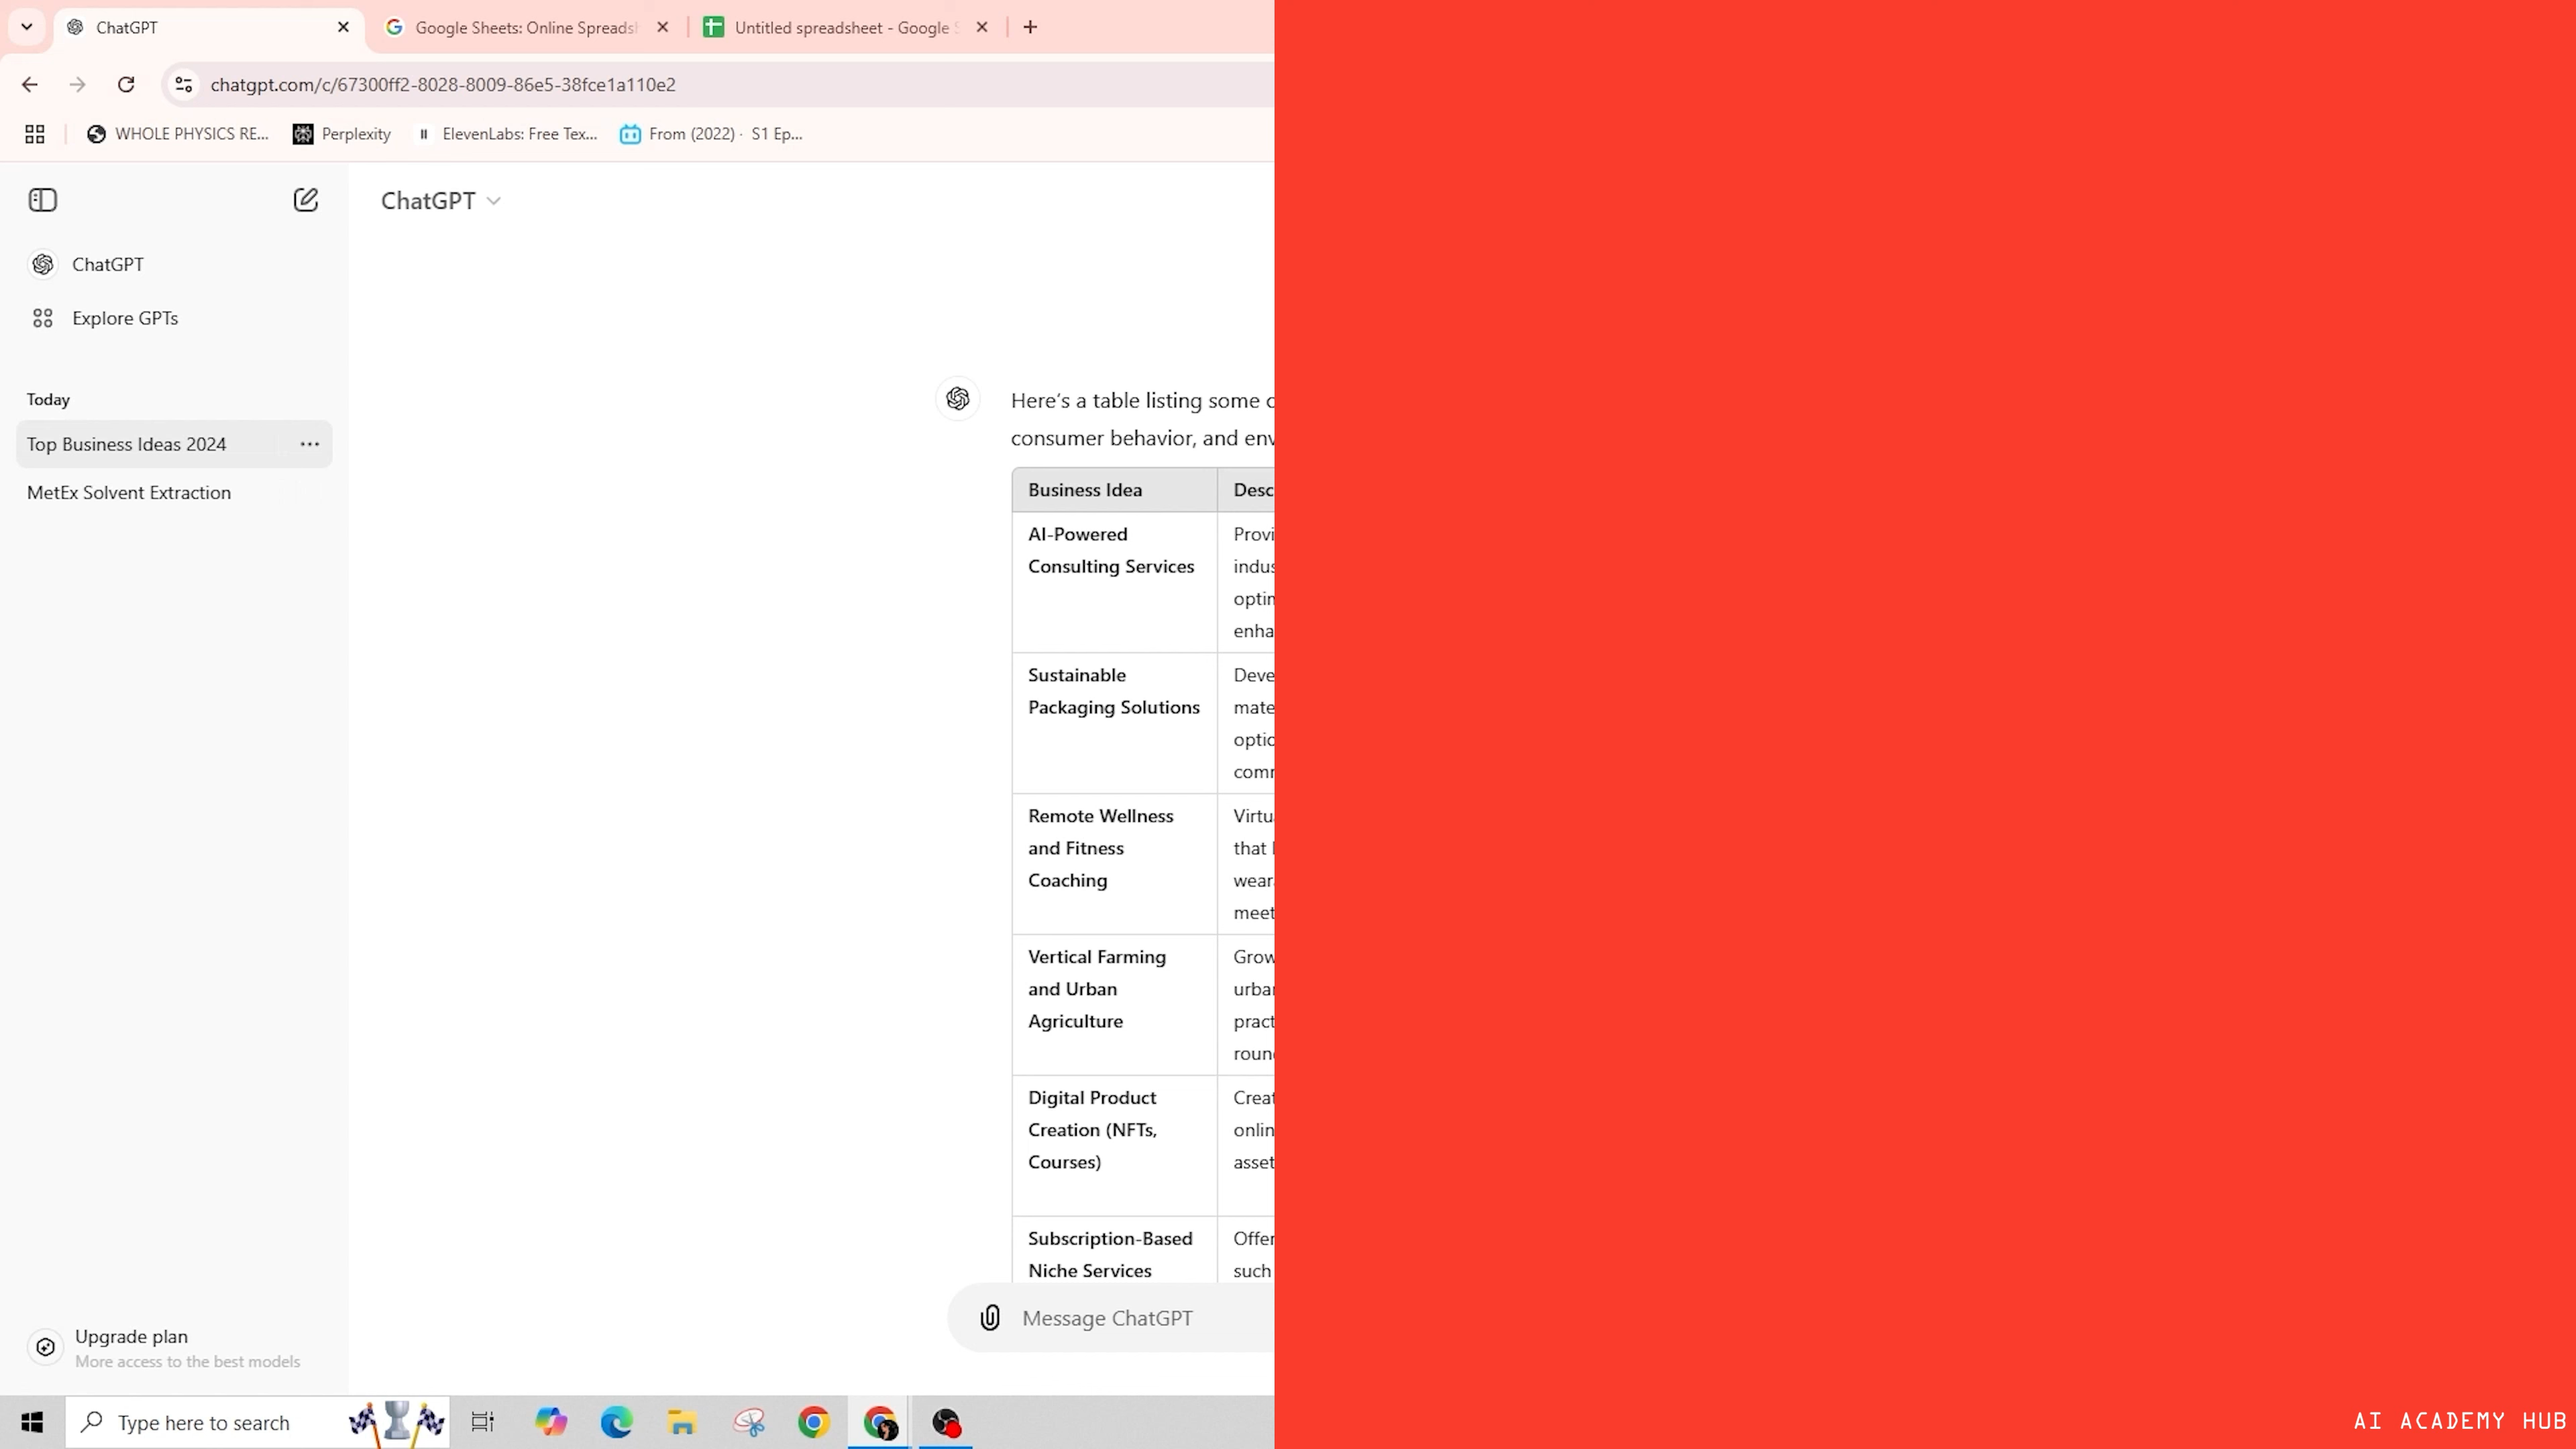 ChatGPT
Google Sheets: Online Spreads
Untitled spreadsheet - Google
chatgpt.com/c/67300ff2-8028-8009-86e5-38fce1a110e2
WHOLE PHYSICS RE...
Perplexity
ElevenLabs: Free Tex...
From (2022) · S1 Ep...
ChatGPT
ChatGPT
Explore GPTs
Today
Top Business Ideas 2024
MetEx Solvent Extraction
Here's a table listing some
consumer behavior, and
Business Idea
AI-Powered
Consulting Services
Sustainable
Packaging Solutions
Remote Wellness
and Fitness
Coaching
that
Vertical Farming
and Urban
Agriculture
Digital Product
Creation (NFTs,
Courses)
Subscription-Based
Niche Services
such
Message ChatGPT
Upgrade plan
More access to the best models
Type here to search
AI ACADEMY HUB